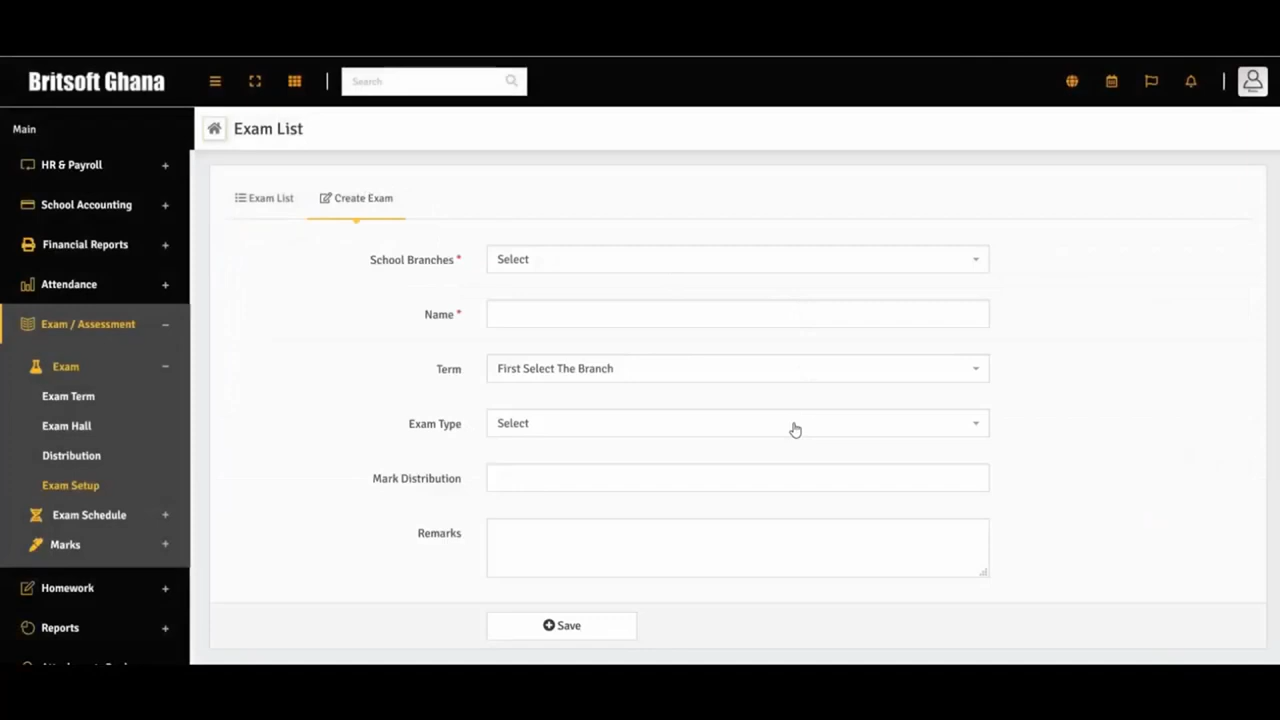 Britsoft Ghana
Search
Main
HR & Payroll
School Accounting
Financial Reports
Attendance
Exam / Assessment
Exam
Exam Term
Exam Hall
Distribution
Exam Setup
Exam Schedule
Marks
Homework
Reports
Exam List
Exam List
Create Exam
School Branches *
Select
Name *
Term
First Select The Branch
Exam Type
Select
Mark Distribution
Remarks
Save